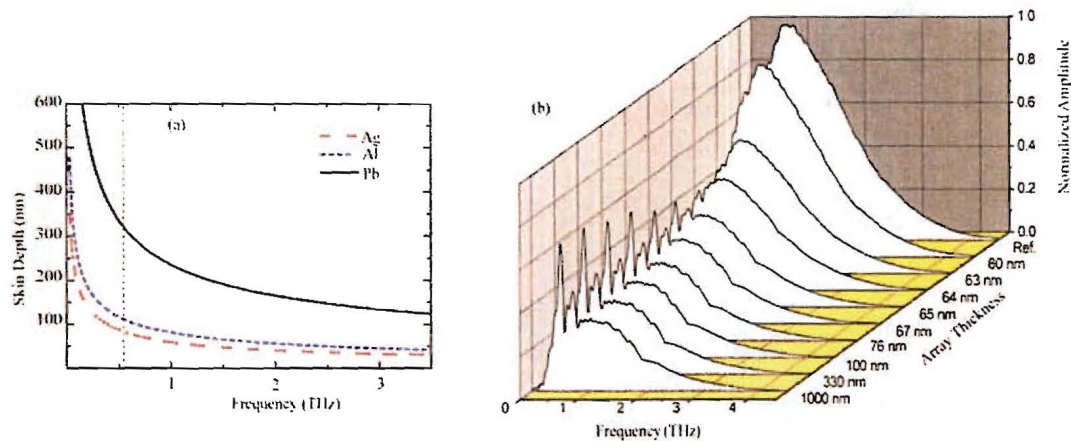 (a)
600
500
400
300
200
100
Skin Depth (nm)
Ag
Al
Pb
1
2
3
Frequency (THz)
(b)
1.0
0.8
0.6
0.4
0.2
0.0
Normalized Amplitude
Ref.
60 nm
63 nm
64 nm
65 nm
67 nm
76 nm
100 nm
330 nm
1000 nm
Array Thickness
0
1
2
3
4
Frequency (THz)